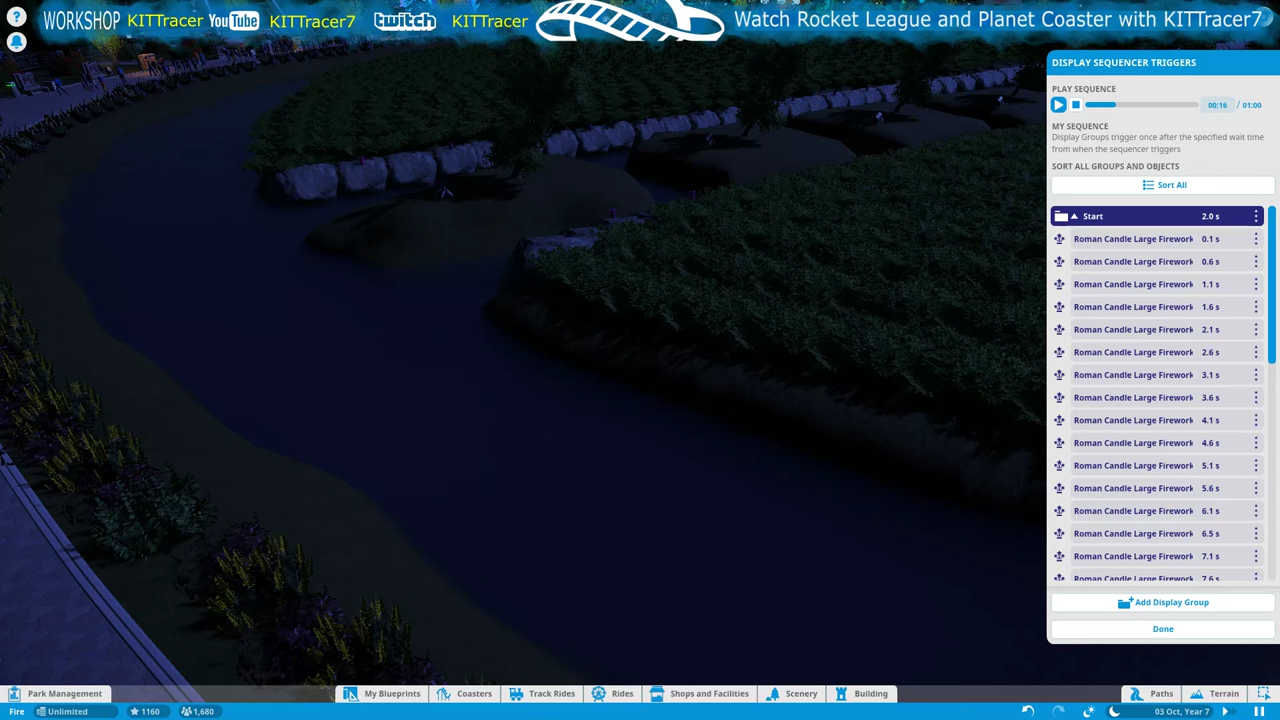 WORKSHOP KITTracer YouTube KITTracer7 twitch KITTracer Watch Rocket League and Planet Coaster with KITTracer7
DISPLAY SEQUENCER TRIGGERS
PLAY SEQUENCE
00:16 / 01:00
MY SEQUENCE
Display Groups trigger once after the specified wait time
from when the sequencer triggers
SORT ALL GROUPS AND OBJECTS
Sort All
Start 2.0 s
Roman Candle Large Firework 0.1 s
Roman Candle Large Firework 0.6 s
Roman Candle Large Firework 1.1 s
Roman Candle Large Firework 1.6 s
Roman Candle Large Firework 2.1 s
Roman Candle Large Firework 2.6 s
Roman Candle Large Firework 3.1 s
Roman Candle Large Firework 3.6 s
Roman Candle Large Firework 4.1 s
Roman Candle Large Firework 4.6 s
Roman Candle Large Firework 5.1 s
Roman Candle Large Firework 5.6 s
Roman Candle Large Firework 6.1 s
Roman Candle Large Firework 6.5 s
Roman Candle Large Firework 7.1 s
Roman Candle Large Firework 7.6 s
Add Display Group
Done
Park Management My Blueprints Coasters Track Rides Rides Shops and Facilities Scenery Building Paths Terrain
Fire Unlimited 1160 1,680 03 Oct, Year 7